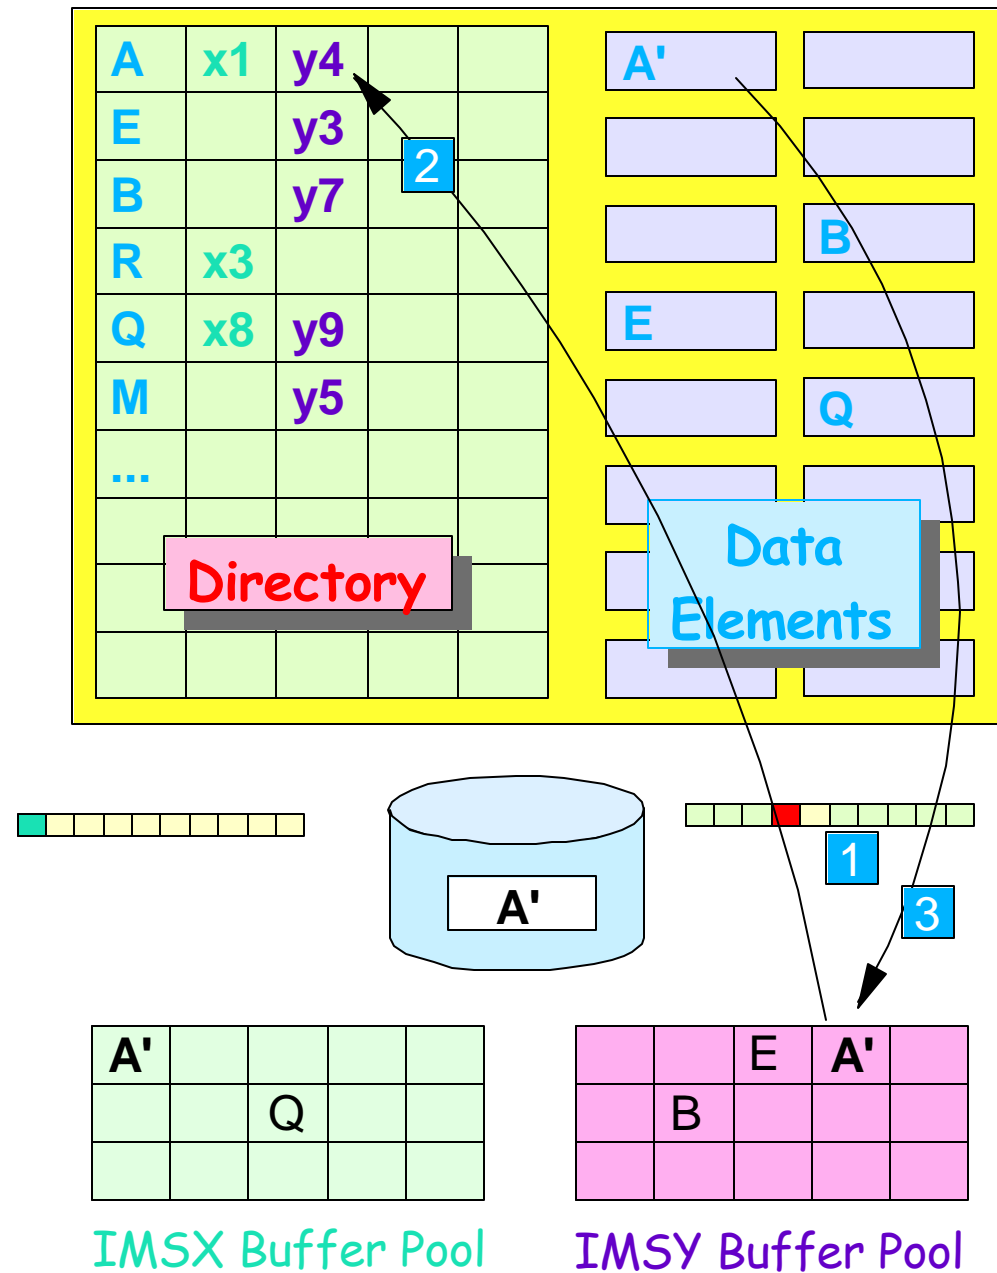 A x1 y4
E y3
B y7
R x3
Q x8 y9
M y5
...
Directory
2
A'
B
E
Q
Data
Elements
A'
1
3
A'
Q
IMSX Buffer Pool
E A'
B
IMSY Buffer Pool